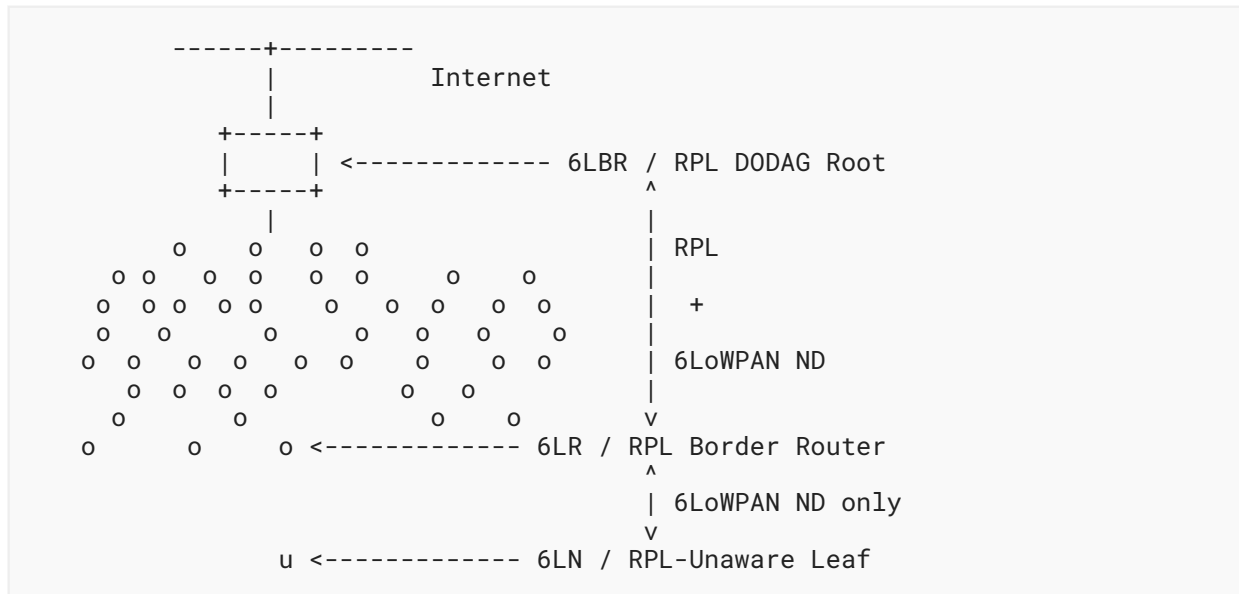 ------+---------
|          Internet
|
+-----+
|     | <------------- 6LBR / RPL DODAG Root
+-----+                     ^
|                        |
o    o   o  o                  | RPL
o o   o  o   o  o     o    o       |
o  o o  o o    o   o  o   o  o      |  +
o   o      o     o   o   o    o     |
o  o   o  o   o  o    o    o  o      | 6LoWPAN ND
o  o  o  o        o   o           |
o       o            o    o        v
o      o     o <------------- 6LR / RPL Border Router
^
| 6LoWPAN ND only
v
u <------------- 6LN / RPL-Unaware Leaf